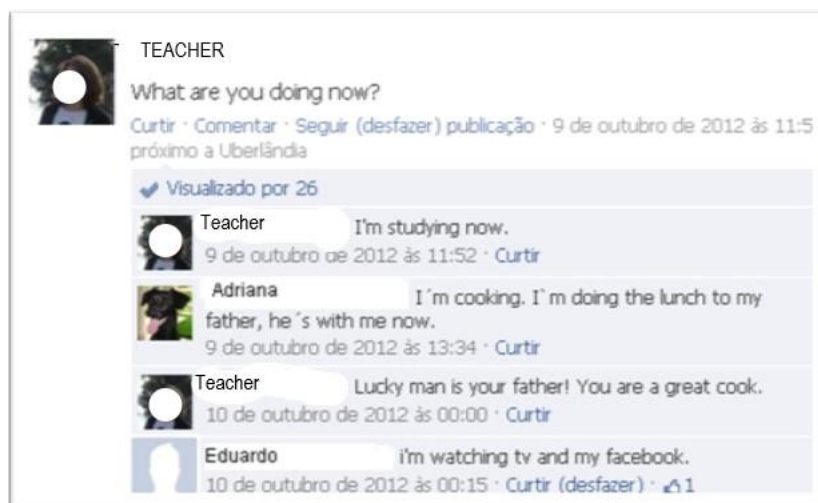 TEACHER
What are you doing now?
Curtir · Comentar · Seguir (desfazer) publicação · 9 de outubro de 2012 às 11:5
próximo a Uberlândia
Visualizado por 26
Teacher I'm studying now.
9 de outubro de 2012 às 11:52 · Curtir
Adriana I´m cooking. I`m doing the lunch to my
father, he´s with me now.
9 de outubro de 2012 às 13:34 · Curtir
Teacher Lucky man is your father! You are a great cook.
10 de outubro de 2012 às 00:00 · Curtir
Eduardo i'm watching tv and my facebook.
10 de outubro de 2012 às 00:15 · Curtir (desfazer) · 1